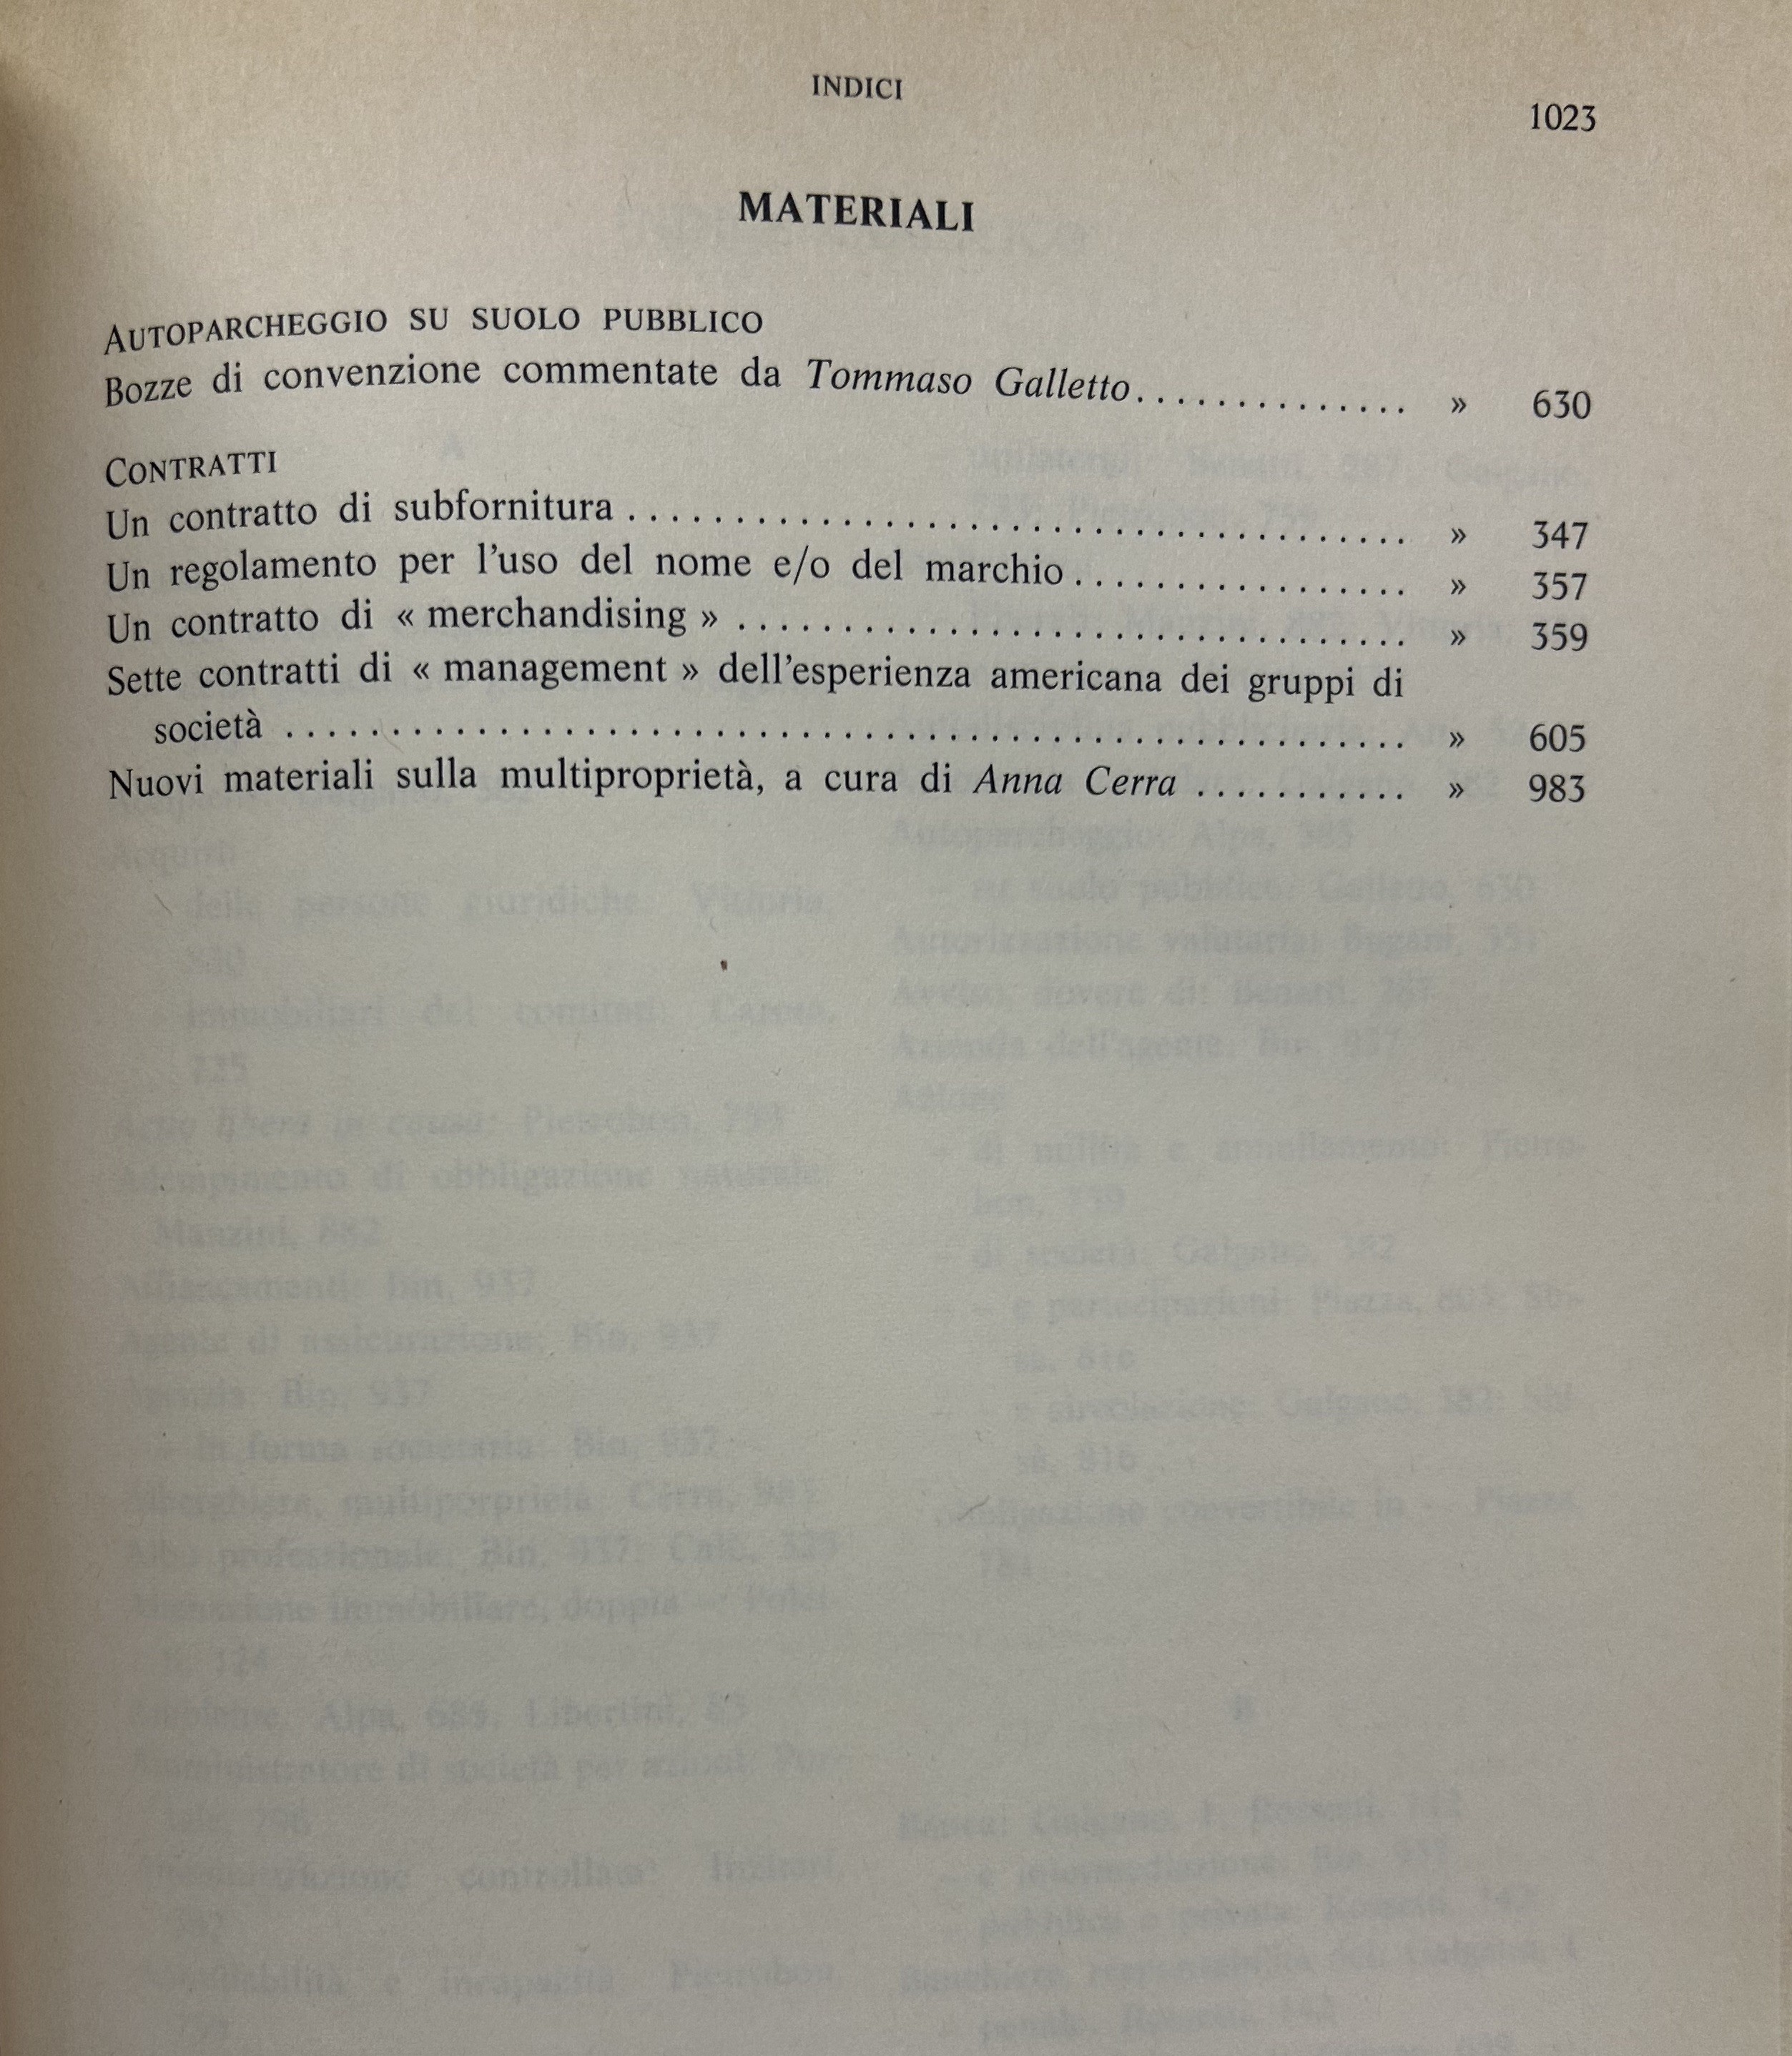 INDICI
1023
MATERIALI
AUTOPARCHEGGIO SU SUOLO PUBBLICO
Bozze di convenzione commentate da Tommaso Galletto.............. » 630
CONTRATTI
Un contratto di subfornitura ..................................... » 347
Un regolamento per l'uso del nome e/o del marchio ................ » 357
Un contratto di « merchandising » ................................ » 359
Sette contratti di « management » dell'esperienza americana dei gruppi di
società ..................................................... » 605
Nuovi materiali sulla multiproprietà, a cura di Anna Cerra ........... » 983